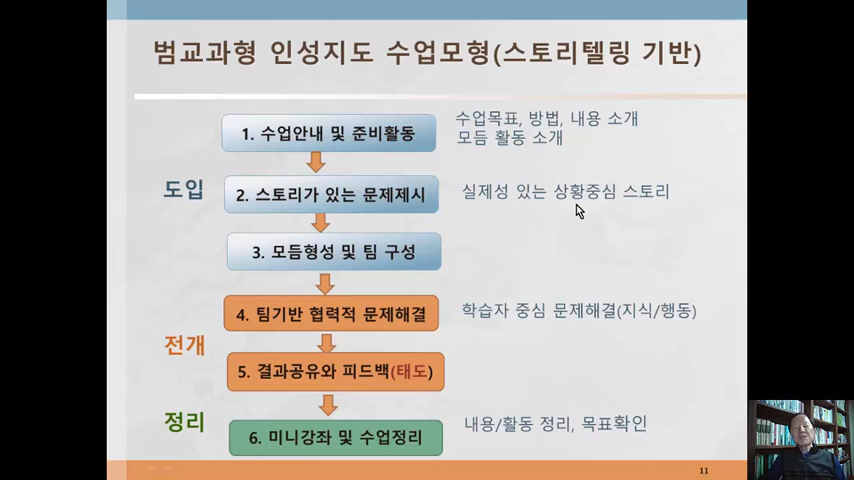 범교과형 인성지도 수업모형(스토리텔링 기반)
1. 수업안내 및 준비활동
수업목표, 방법, 내용 소개
모듬 활동 소개
도입
2. 스토리가 있는 문제제시
실제성 있는 상황중심 스토리
3. 모듬형성 및 팀 구성
4. 팀기반 협력적 문제해결
학습자 중심 문제해결(지식/행동)
전개
5. 결과공유와 피드백(태도)
정리
6. 미니강좌 및 수업정리
내용/활동 정리, 목표확인
11